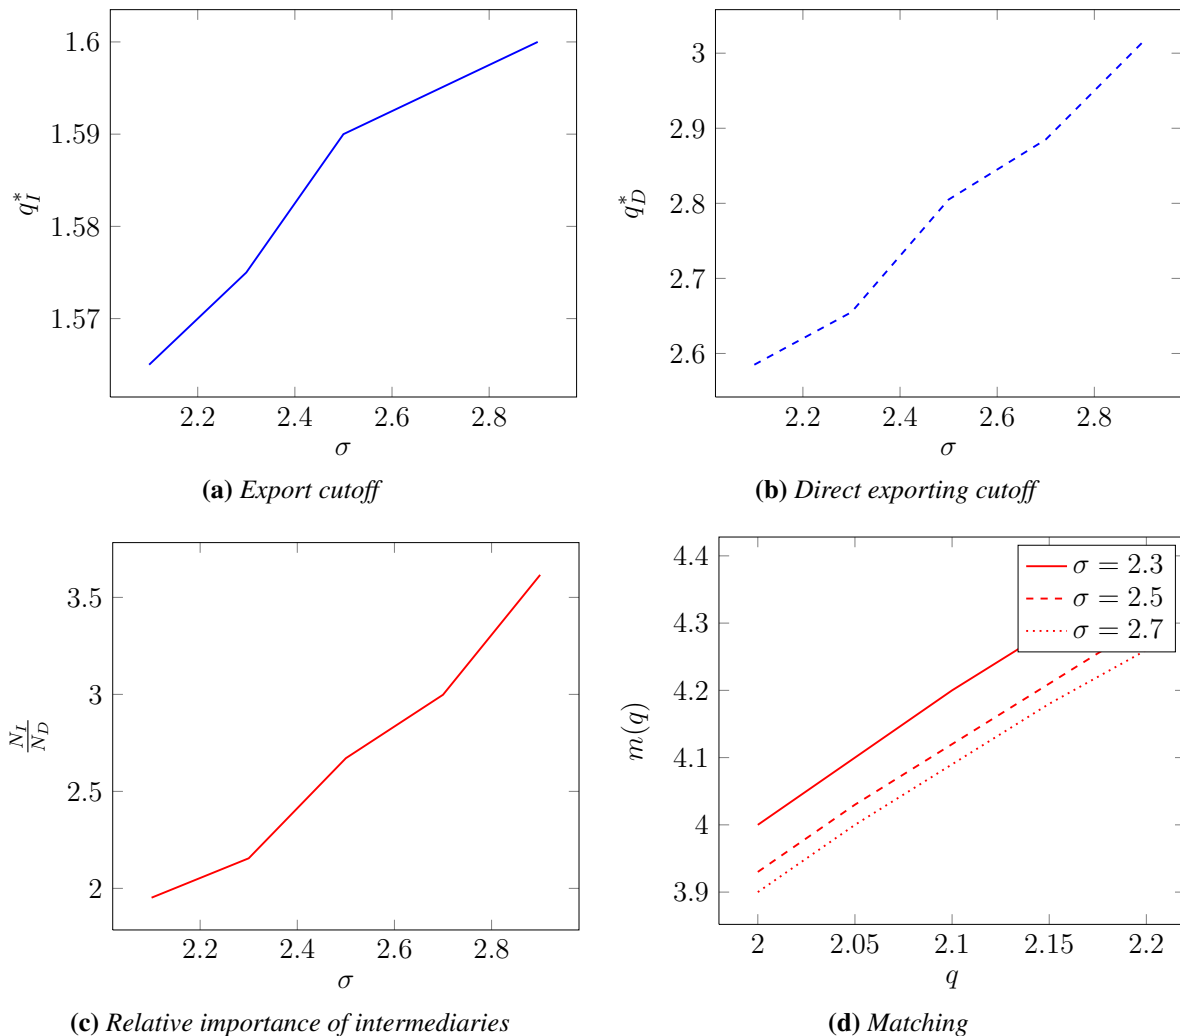 1.6
1.59
1.58
1.57
q*_I
2.2 2.4 2.6 2.8
σ
(a) Export cutoff
3
2.9
2.8
2.7
2.6
q*_D
2.2 2.4 2.6 2.8
σ
(b) Direct exporting cutoff
3.5
3
2.5
2
N_I
N_D
2.2 2.4 2.6 2.8
σ
(c) Relative importance of intermediaries
4.4
4.3
4.2
4.1
4
3.9
m(q)
σ = 2.3
σ = 2.5
σ = 2.7
2 2.05 2.1 2.15 2.2
q
(d) Matching